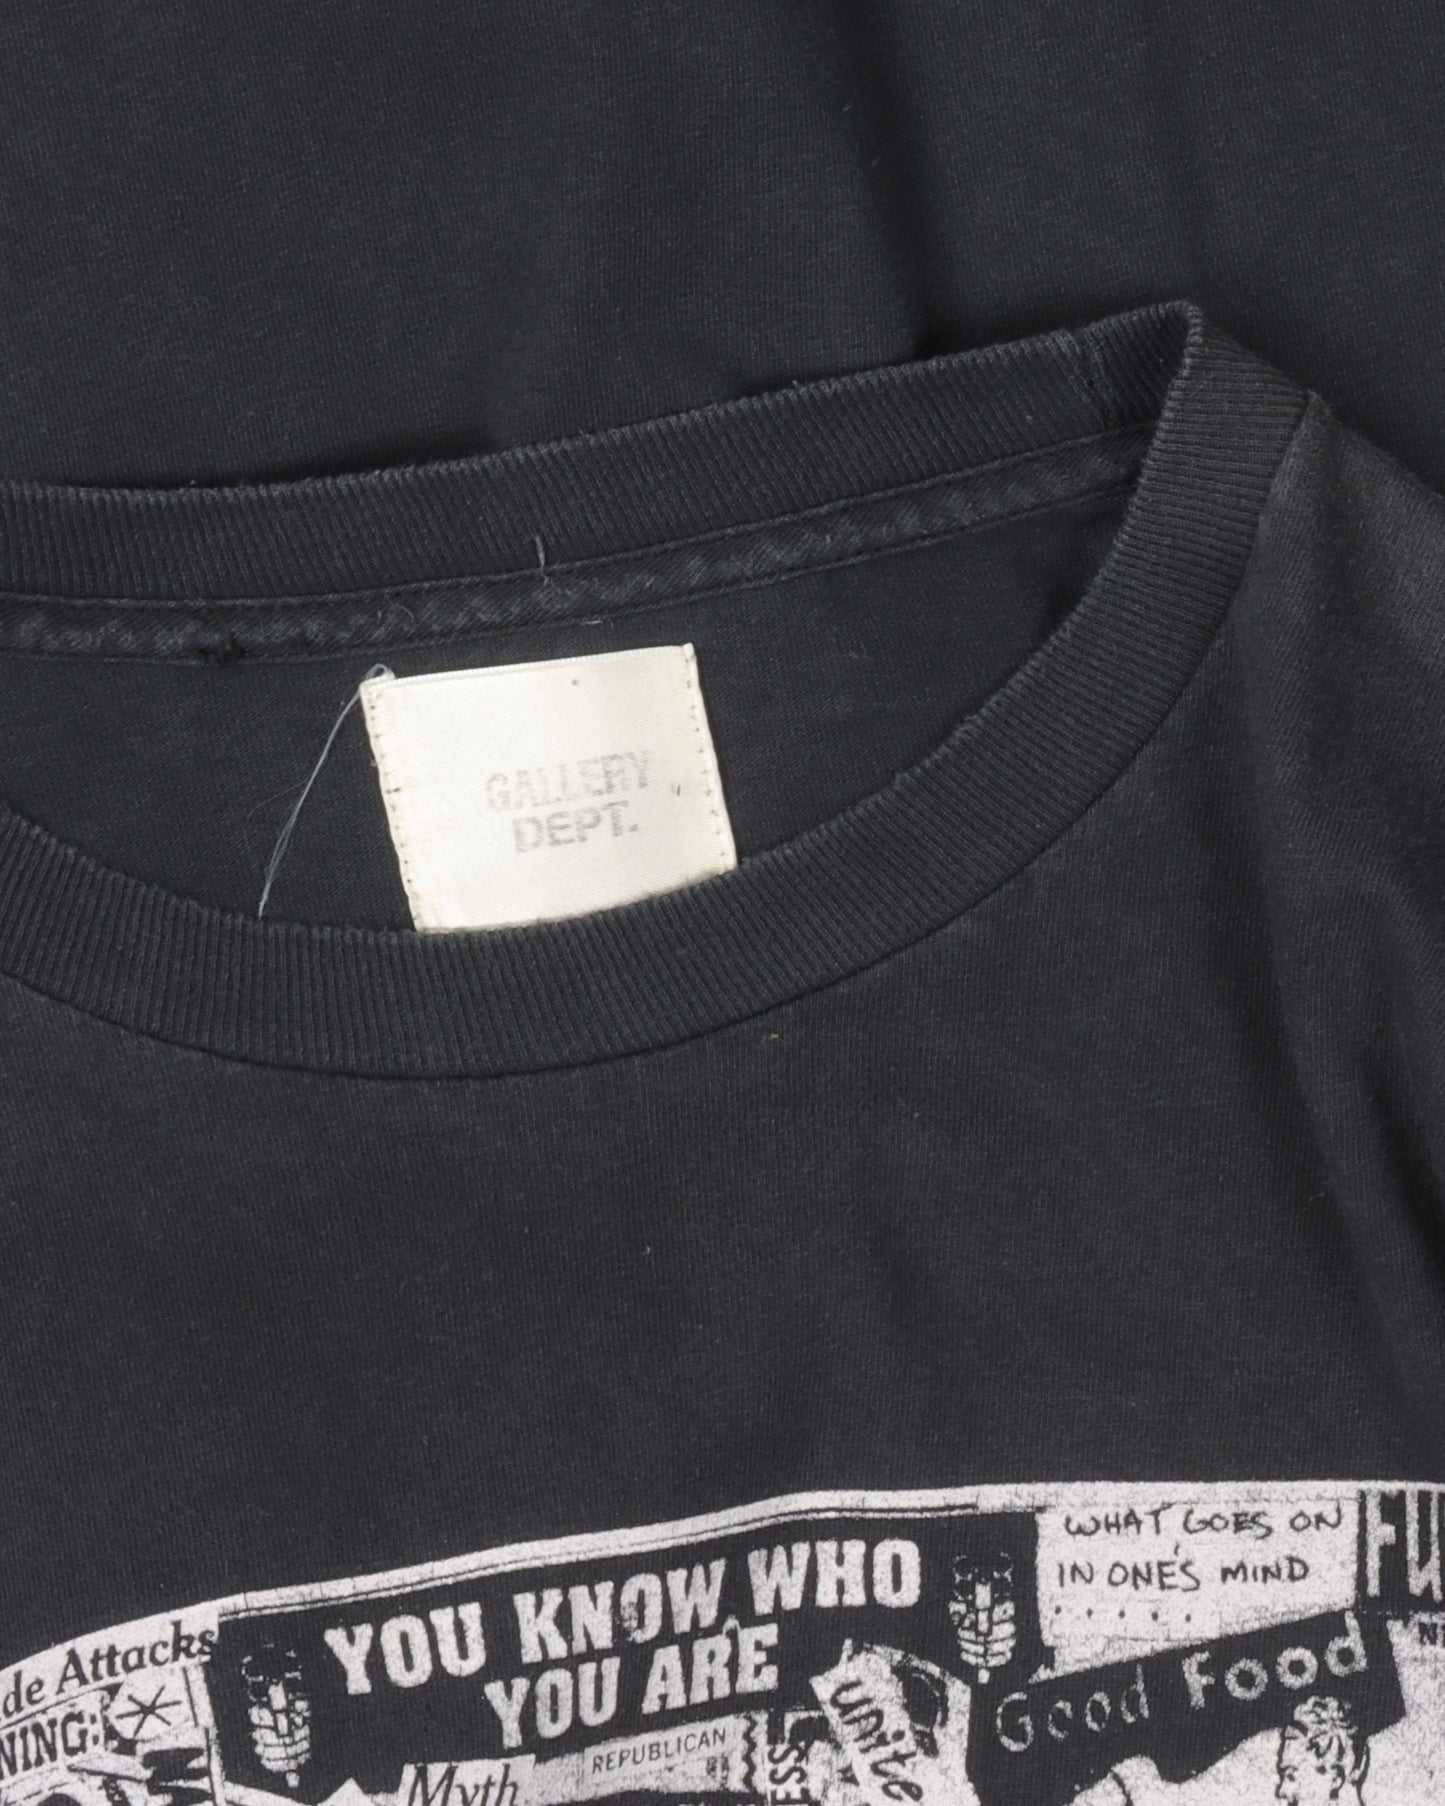 GALLERY
DEPT.
WHAT GOES ON
IN ONE'S MIND
YOU KNOW WHO
YOU ARE
de Attacks
NING:
Good Food
unite
REPUBLICAN
Myth